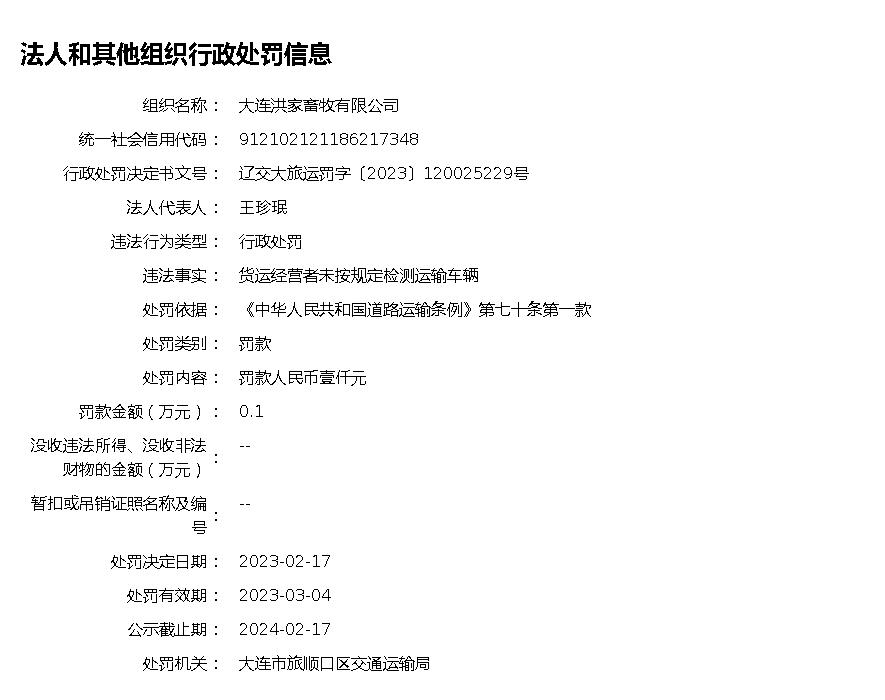 法人和其他组织行政处罚信息
组织名称： 大连洪家畜牧有限公司
统一社会信用代码： 912102121186217348
行政处罚决定书文号： 辽交大旅运罚字〔2023〕120025229号
法人代表人： 王珍珉
违法行为类型： 行政处罚
违法事实： 货运经营者未按规定检测运输车辆
处罚依据： 《中华人民共和国道路运输条例》第七十条第一款
处罚类别： 罚款
处罚内容： 罚款人民币壹仟元
罚款金额（万元）： 0.1
没收违法所得、没收非法
财物的金额（万元）： --
暂扣或吊销证照名称及编
号： --
处罚决定日期： 2023-02-17
处罚有效期： 2023-03-04
公示截止期： 2024-02-17
处罚机关： 大连市旅顺口区交通运输局